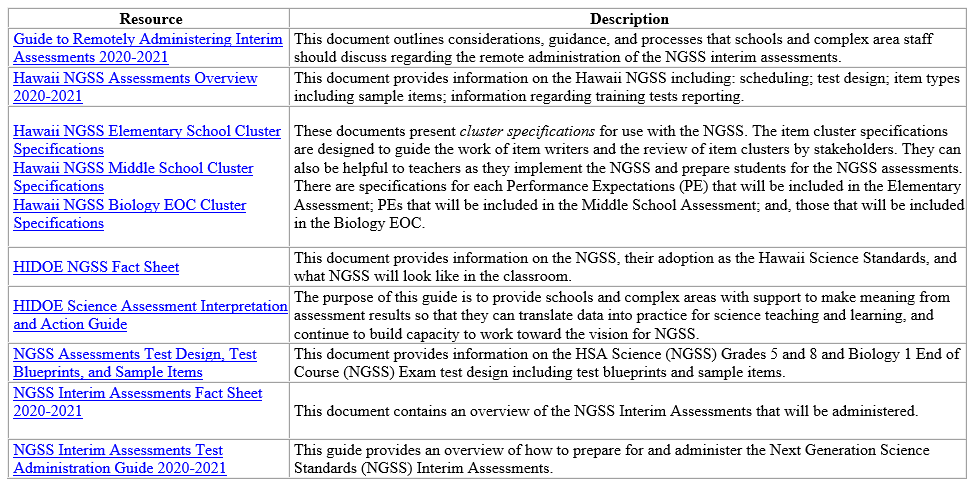 Resource Description
Guide to Remotely Administering Interim
Assessments 2020-2021
This document outlines considerations, guidance, and processes that schools and complex area staff
should discuss regarding the remote administration of the NGSS interim assessments.
Hawaii NGSS Assessments Overview
2020-2021
This document provides information on the Hawaii NGSS including: scheduling; test design; item types
including sample items; information regarding training tests reporting.
Hawaii NGSS Elementary School Cluster
Specifications
Hawaii NGSS Middle School Cluster
Specifications
Hawaii NGSS Biology EOC Cluster
Specifications
These documents present cluster specifications for use with the NGSS. The item cluster specifications
are designed to guide the work of item writers and the review of item clusters by stakeholders. They can
also be helpful to teachers as they implement the NGSS and prepare students for the NGSS assessments.
There are specifications for each Performance Expectations (PE) that will be included in the Elementary
Assessment; PEs that will be included in the Middle School Assessment; and, those that will be included
in the Biology EOC.
HIDOE NGSS Fact Sheet
This document provides information on the NGSS, their adoption as the Hawaii Science Standards, and
what NGSS will look like in the classroom.
HIDOE Science Assessment Interpretation
and Action Guide
The purpose of this guide is to provide schools and complex areas with support to make meaning from
assessment results so that they can translate data into practice for science teaching and learning, and
continue to build capacity to work toward the vision for NGSS.
NGSS Assessments Test Design, Test
Blueprints, and Sample Items
This document provides information on the HSA Science (NGSS) Grades 5 and 8 and Biology 1 End of
Course (NGSS) Exam test design including test blueprints and sample items.
NGSS Interim Assessments Fact Sheet
2020-2021
This document contains an overview of the NGSS Interim Assessments that will be administered.
NGSS Interim Assessments Test
Administration Guide 2020-2021
This guide provides an overview of how to prepare for and administer the Next Generation Science
Standards (NGSS) Interim Assessments.